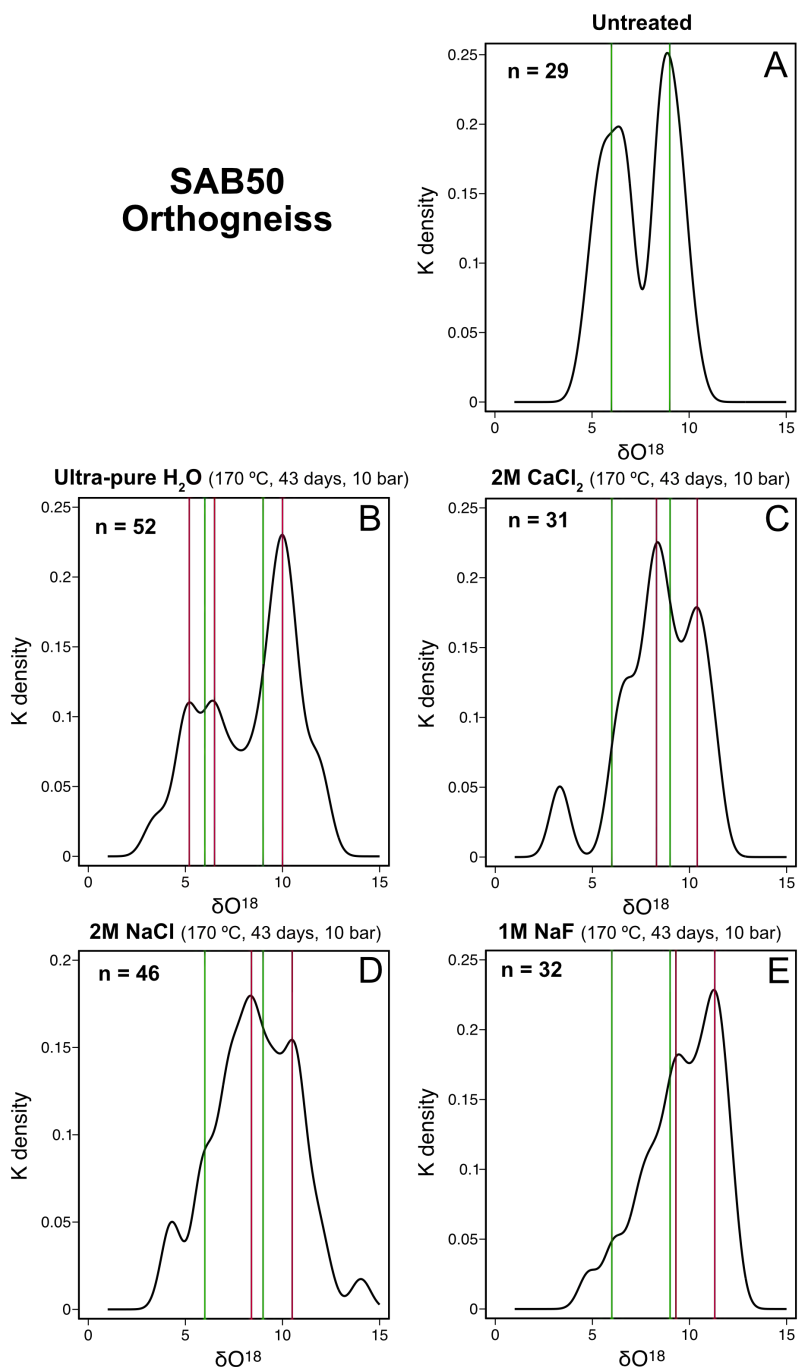 Untreated
SAB50
Orthogneiss
A
n = 29
K density
0.25
0.2
0.15
0.1
0.05
0
0 5 10 15
δO¹⁸
Ultra-pure H₂O (170 ºC, 43 days, 10 bar)
B
n = 52
K density
0.25
0.2
0.15
0.1
0.05
0
0 5 10 15
δO¹⁸
2M CaCl₂ (170 ºC, 43 days, 10 bar)
C
n = 31
K density
0.25
0.2
0.15
0.1
0.05
0
0 5 10 15
δO¹⁸
2M NaCl (170 ºC, 43 days, 10 bar)
D
n = 46
K density
0.2
0.15
0.1
0.05
0
0 5 10 15
δO¹⁸
1M NaF (170 ºC, 43 days, 10 bar)
E
n = 32
K density
0.25
0.2
0.15
0.1
0.05
0
0 5 10 15
δO¹⁸